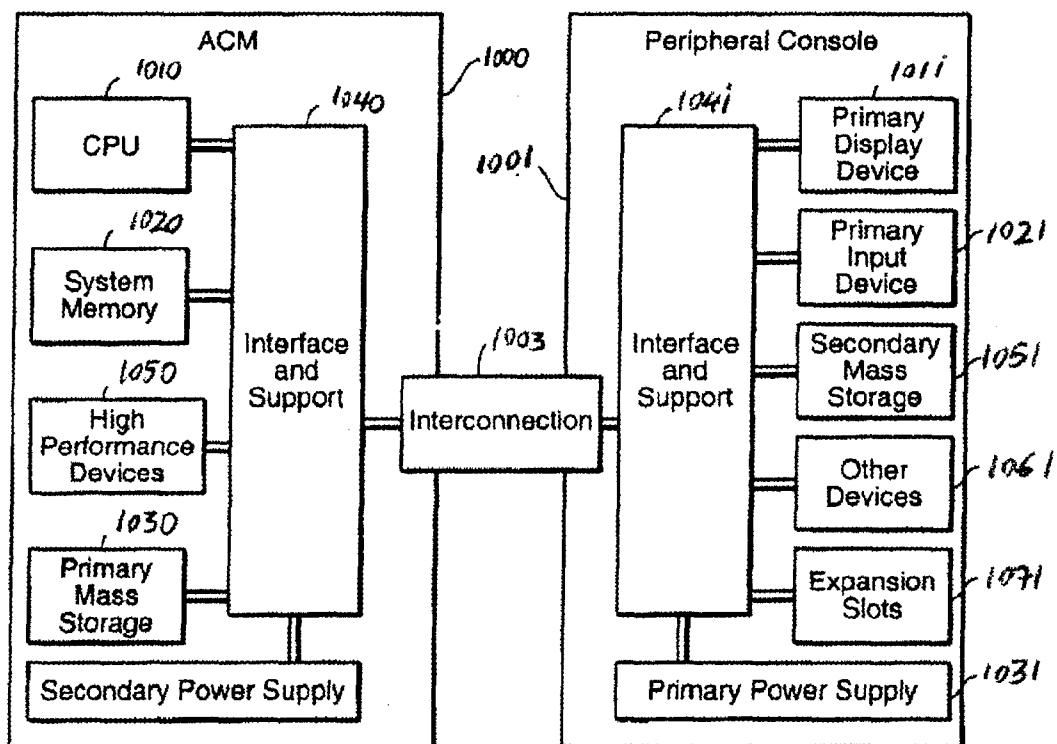 ACM
1000
1010
CPU
1040
Interface
and
Support
1020
System
Memory
1050
High
Performance
Devices
1030
Primary
Mass
Storage
Secondary Power Supply
1003
Interconnection
Peripheral Console
1001
1041
Interface
and
Support
1011
Primary
Display
Device
Primary
Input
Device
1021
Secondary
Mass
Storage
1051
Other
Devices
1061
Expansion
Slots
1071
Primary Power Supply
1031